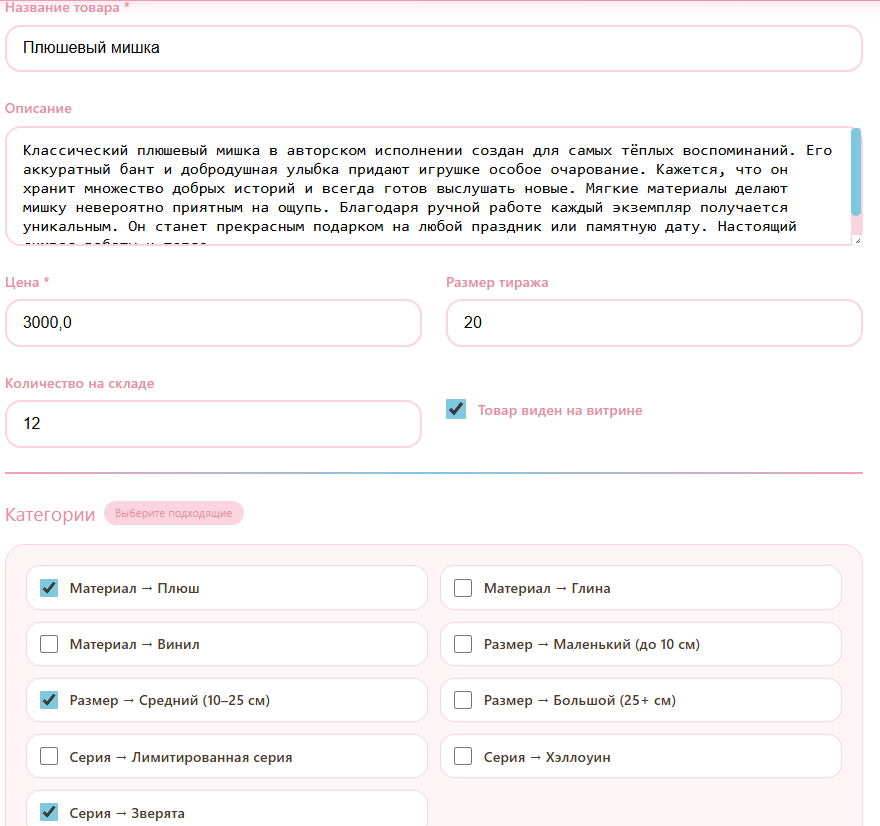 Название товара *
Плюшевый мишка
Описание
Классический плюшевый мишка в авторском исполнении создан для самых тёплых воспоминаний. Его
аккуратный бант и добродушная улыбка придают игрушке особое очарование. Кажется, что он
хранит множество добрых историй и всегда готов выслушать новые. Мягкие материалы делают
мишку невероятно приятным на ощупь. Благодаря ручной работе каждый экземпляр получается
уникальным. Он станет прекрасным подарком на любой праздник или памятную дату. Настоящий
Цена *
Размер тиража
3000,0
20
Количество на складе
12
Товар виден на витрине
Категории
Выберите подходящие
Материал → Плюш
Материал → Глина
Материал → Винил
Размер → Маленький (до 10 см)
Размер → Средний (10–25 см)
Размер → Большой (25+ см)
Серия → Лимитированная серия
Серия → Хэллоуин
Серия → Зверята